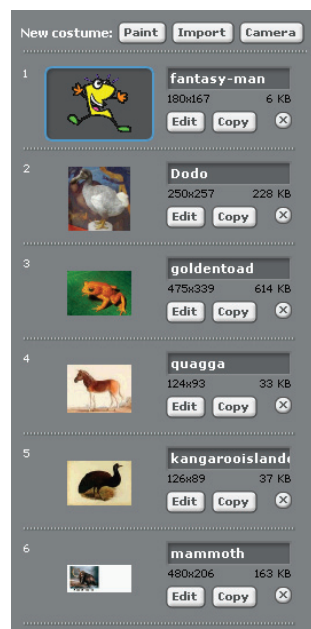 New costume: Paint Import Camera
1
fantasy-man
180x167 6 KB
Edit Copy
2
Dodo
250x257 228 KB
Edit Copy
3
goldentoad
475x339 614 KB
Edit Copy
4
quagga
124x93 33 KB
Edit Copy
5
kangarooislande
126x89 37 KB
Edit Copy
6
mammoth
480x206 163 KB
Edit Copy